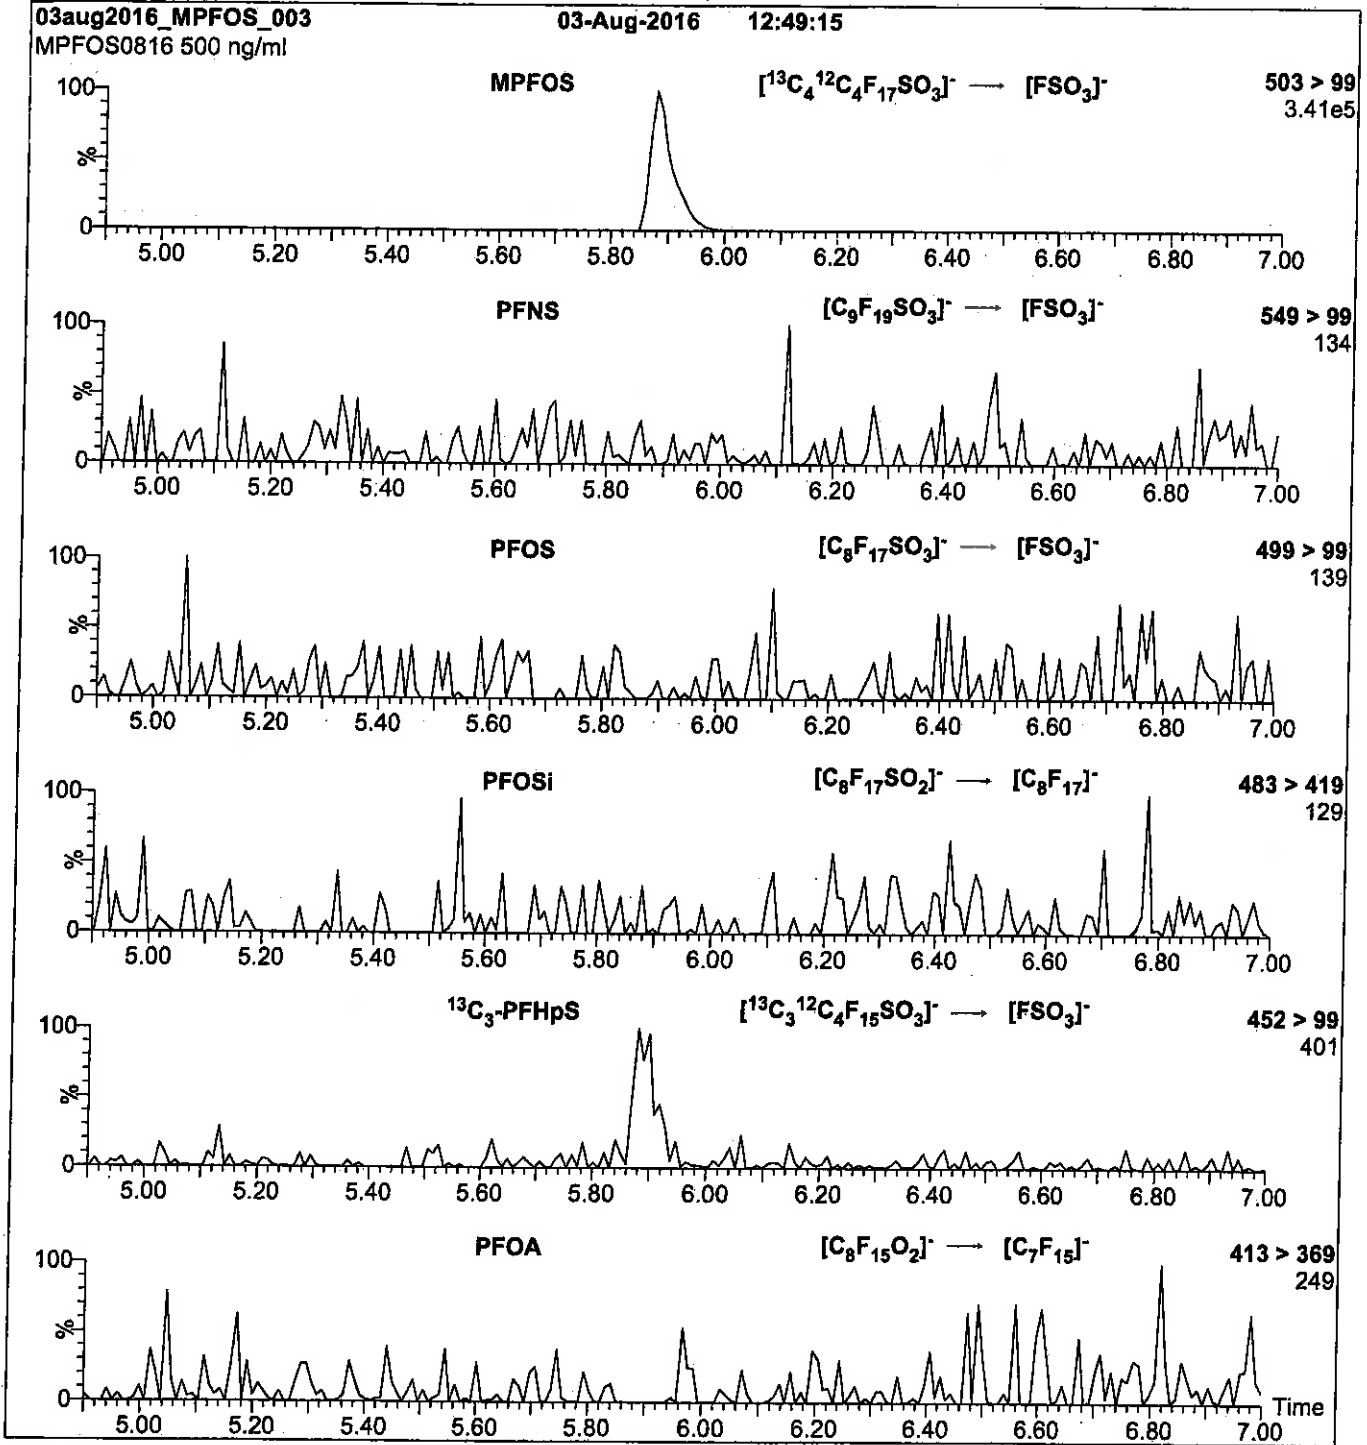 03aug2016_MPFOS_003 03-Aug-2016 12:49:15
MPFOS0816 500 ng/ml
MPFOS [¹³C₄¹²C₄F₁₇SO₃]⁻ → [FSO₃]⁻ 503 > 99
3.41e5
100
%
0
5.00 5.20 5.40 5.60 5.80 6.00 6.20 6.40 6.60 6.80 7.00
PFNS [C₉F₁₉SO₃]⁻ → [FSO₃]⁻ 549 > 99
134
100
%
0
5.00 5.20 5.40 5.60 5.80 6.00 6.20 6.40 6.60 6.80 7.00
PFOS [C₈F₁₇SO₃]⁻ → [FSO₃]⁻ 499 > 99
139
100
%
0
5.00 5.20 5.40 5.60 5.80 6.00 6.20 6.40 6.60 6.80 7.00
PFOSi [C₈F₁₇SO₂]⁻ → [C₈F₁₇]⁻ 483 > 419
129
100
%
0
5.00 5.20 5.40 5.60 5.80 6.00 6.20 6.40 6.60 6.80 7.00
¹³C₃-PFHpS [¹³C₃¹²C₄F₁₅SO₃]⁻ → [FSO₃]⁻ 452 > 99
401
100
%
0
5.00 5.20 5.40 5.60 5.80 6.00 6.20 6.40 6.60 6.80 7.00
PFOA [C₈F₁₅O₂]⁻ → [C₇F₁₅]⁻ 413 > 369
249
100
%
0
Time
5.00 5.20 5.40 5.60 5.80 6.00 6.20 6.40 6.60 6.80 7.00